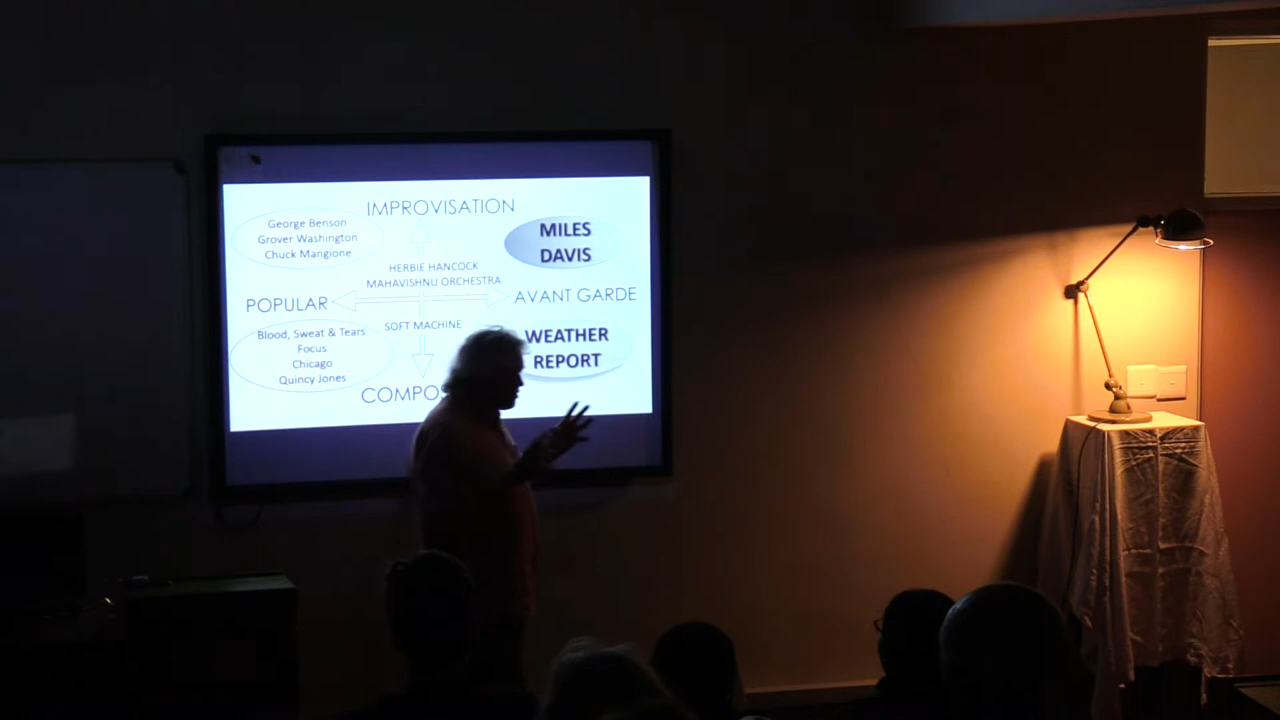 IMPROVISATION
George Benson
Grover Washington
Chuck Mangione
MILES
DAVIS
HERBIE HANCOCK
MAHAVISHNU ORCHESTRA
POPULAR
AVANT GARDE
SOFT MACHINE
Blood, Sweat & Tears
Focus
Chicago
Quincy Jones
WEATHER
REPORT
COMPO